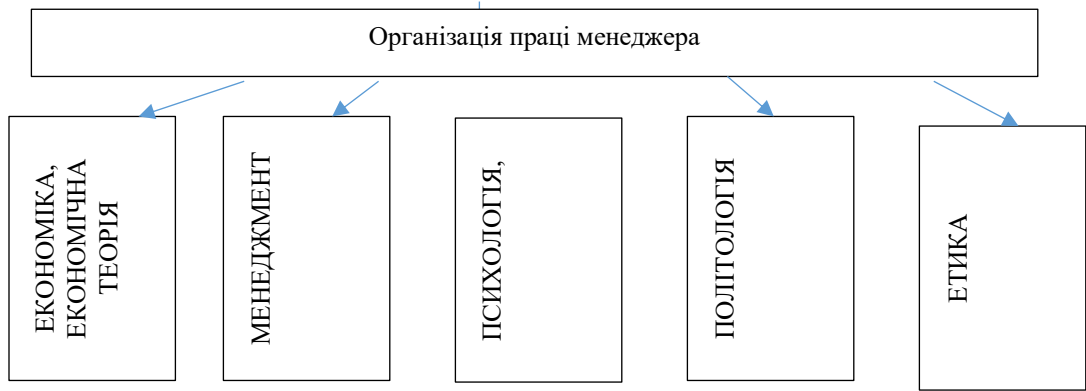 Організація праці менеджера
ЕКОНОМІКА,
ЕКОНОМІЧНА
ТЕОРІЯ
МЕНЕДЖМЕНТ
ПСИХОЛОГІЯ,
ПОЛІТОЛОГІЯ
ЕТИКА